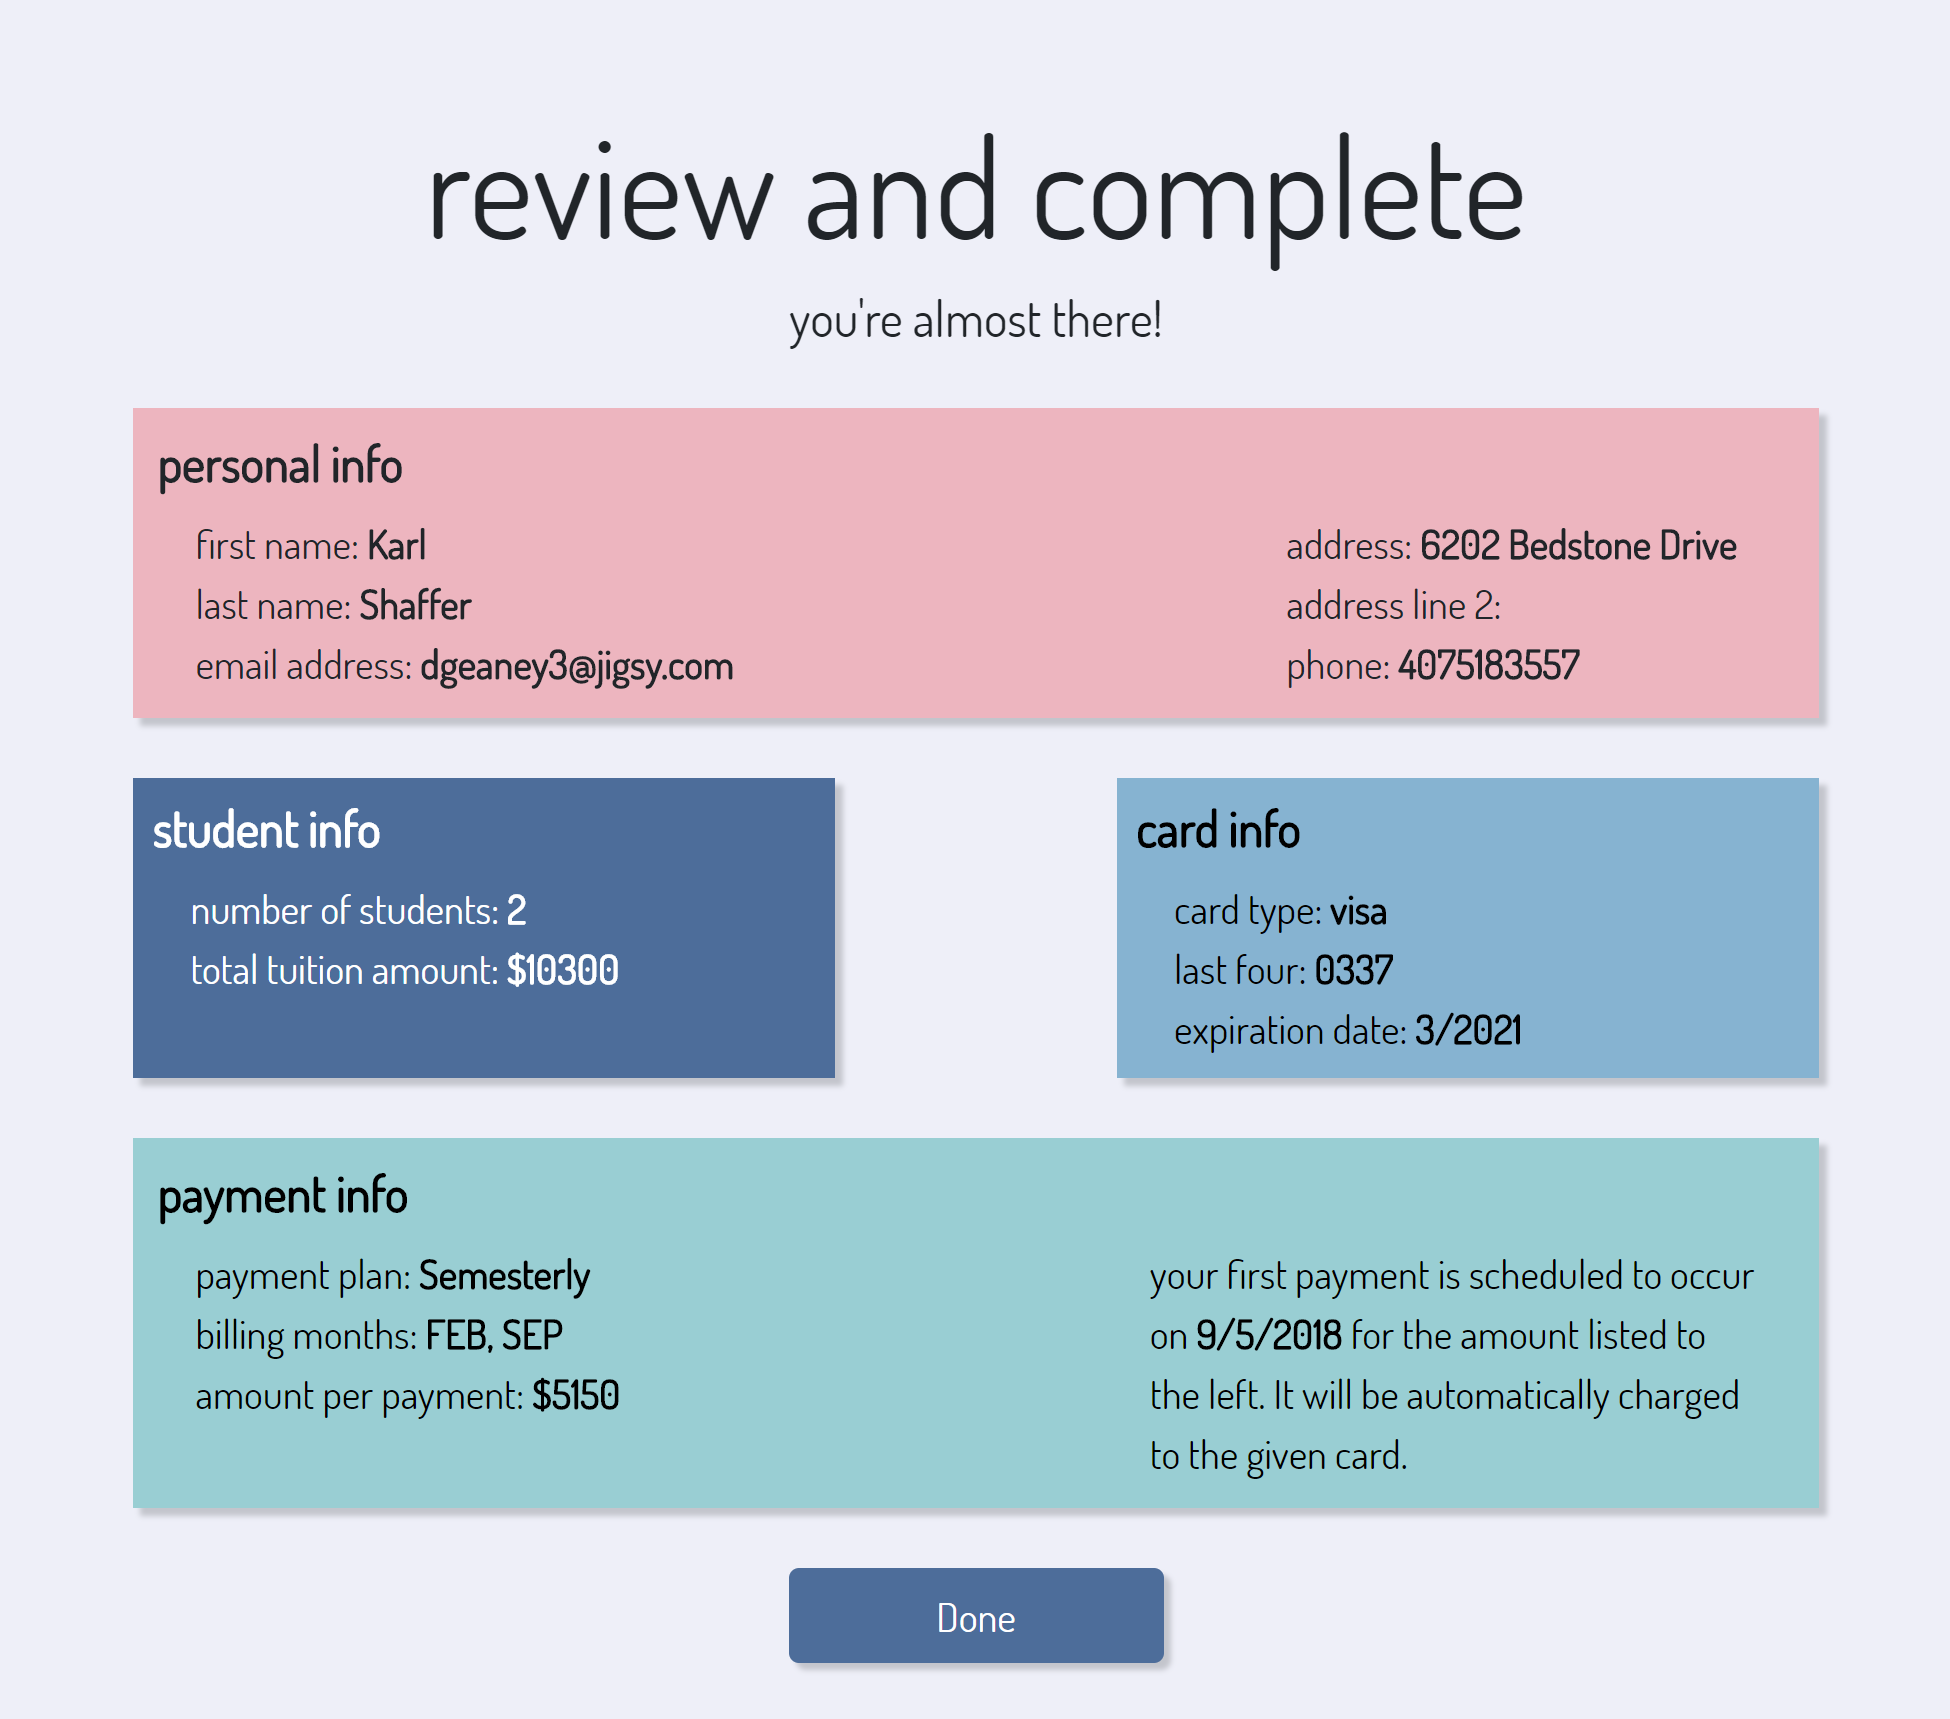 review and complete
you're almost there!
personal info
first name: Karl
last name: Shaffer
email address: dgeaney3@jigsy.com
address: 6202 Bedstone Drive
address line 2:
phone: 4075183557
student info
number of students: 2
total tuition amount: $10300
card info
card type: visa
last four: 0337
expiration date: 3/2021
payment info
payment plan: Semesterly
billing months: FEB, SEP
amount per payment: $5150
your first payment is scheduled to occur
on 9/5/2018 for the amount listed to
the left. It will be automatically charged
to the given card.
Done